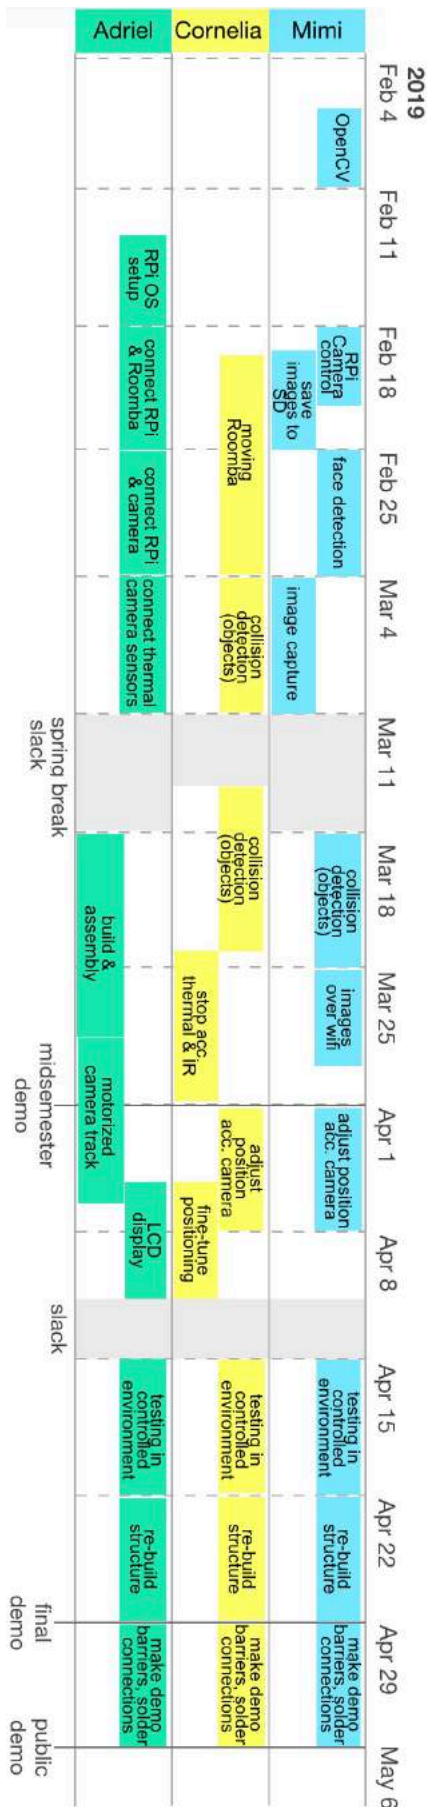 2019
Feb 4
Feb 11
Feb 18
Feb 25
Mar 4
Mar 11
Mar 18
Mar 25
Apr 1
Apr 8
Apr 15
Apr 22
Apr 29
May 6
Mimi
OpenCV
RPi
Camera
control
save
images to
SD
face detection
image capture
collision
detection
(objects)
images
over wifi
adjust position
acc. camera
testing in
controlled
environment
re-build
structure
make demo
barriers, solder
connections
Cornelia
moving
Roomba
collision
detection
(objects)
collision
detection
(objects)
stop acc.
thermal & IR
adjust
position
acc. camera
fine-tune
positioning
testing in
controlled
environment
re-build
structure
make demo
barriers, solder
connections
Adriel
RPi OS
setup
connect RPi
& Roomba
connect RPi
& camera
connect thermal
camera sensors
build &
assembly
motorized
camera track
LCD
display
testing in
controlled
environment
re-build
structure
make demo
barriers, solder
connections
spring break
slack
midsemester
demo
slack
final
demo
public
demo